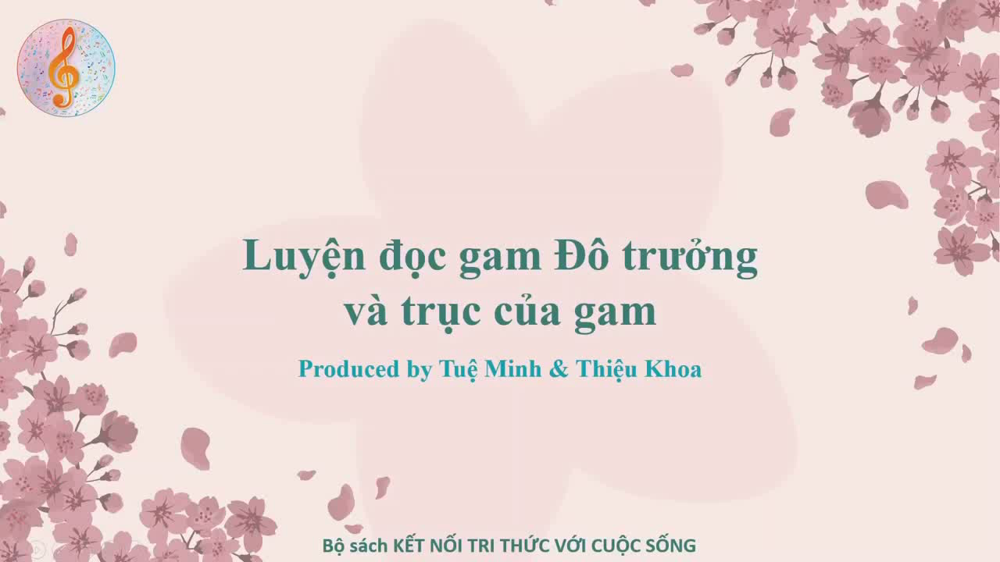 Luyện đọc gam Đô trưởng
và trục của gam
Produced by Tuệ Minh & Thiệu Khoa
Bộ sách KẾT NỐI TRI THỨC VỚI CUỘC SỐNG